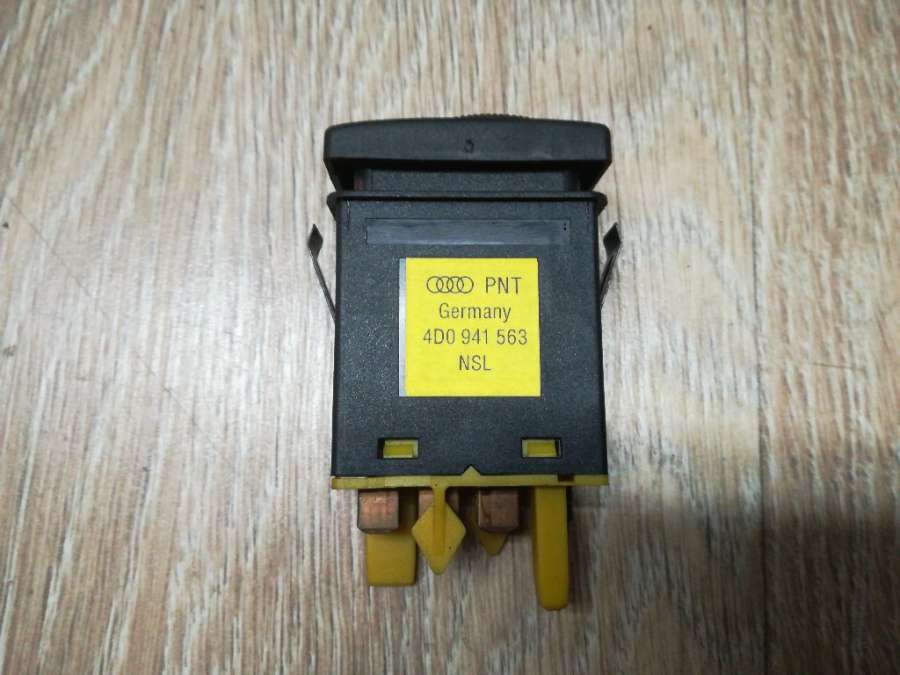 PNT
Germany
4D0 941 563
NSL